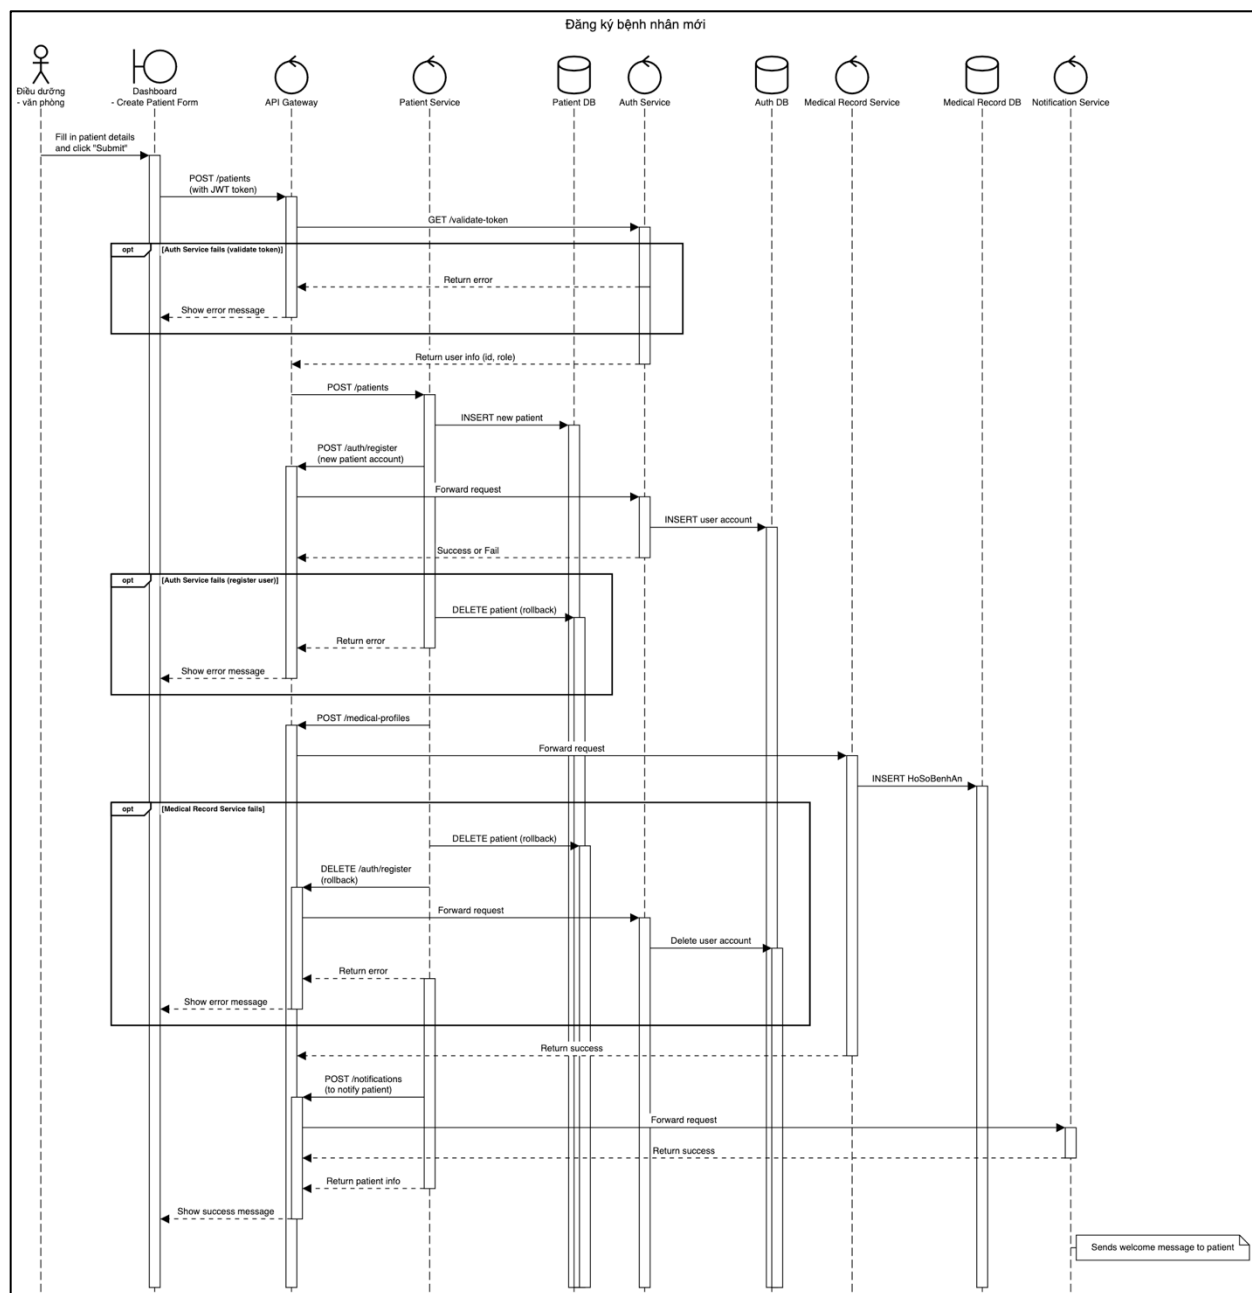 Đăng ký bệnh nhân mới
Điều dưỡng
- văn phòng
Dashboard
- Create Patient Form
API Gateway
Patient Service
Patient DB
Auth Service
Auth DB
Medical Record Service
Medical Record DB
Notification Service
Fill in patient details
and click "Submit"
POST /patients
(with JWT token)
GET /validate-token
opt
[Auth Service fails (validate token)]
Return error
Show error message
Return user info (id, role)
POST /patients
INSERT new patient
POST /auth/register
(new patient account)
Forward request
INSERT user account
Success or Fail
opt
[Auth Service fails (register user)]
DELETE patient (rollback)
Return error
Show error message
POST /medical-profiles
Forward request
INSERT HoSoBenhAn
opt
[Medical Record Service fails]
DELETE patient (rollback)
DELETE /auth/register
(rollback)
Forward request
Delete user account
Return error
Show error message
Return success
POST /notifications
(to notify patient)
Forward request
Return success
Return patient info
Show success message
Sends welcome message to patient